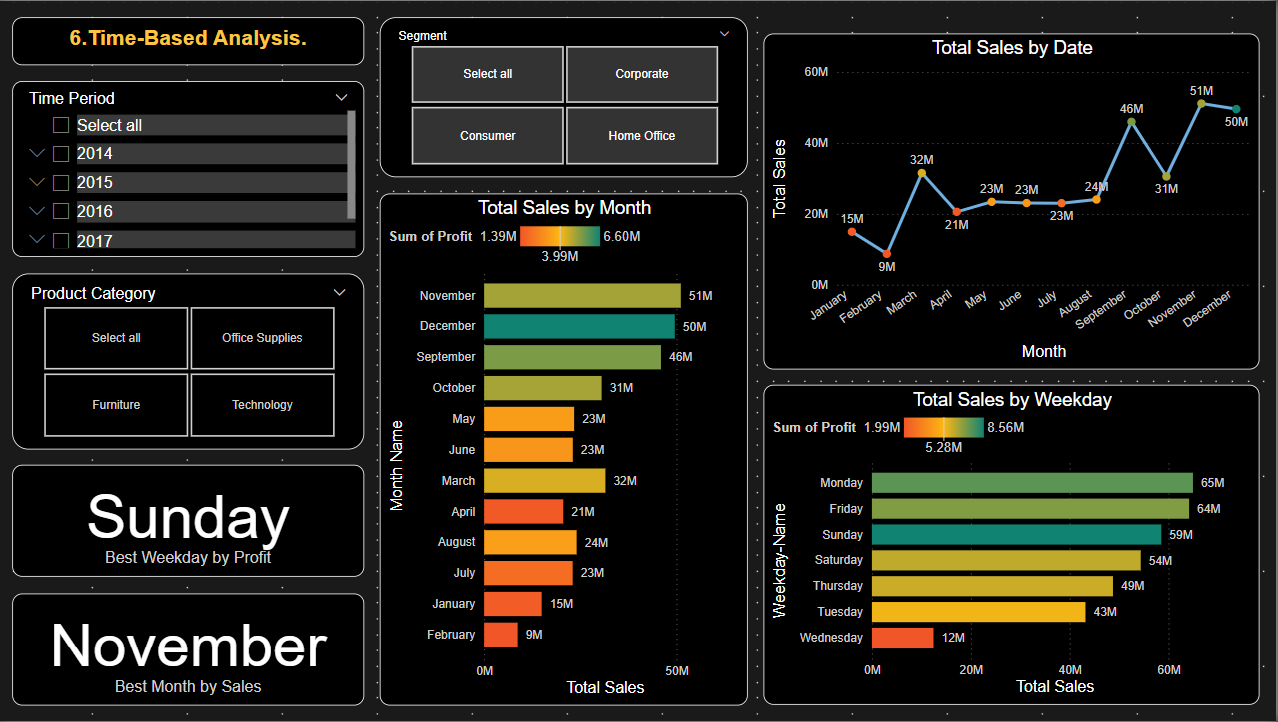 6.Time-Based Analysis.
Time Period
Select all
2014
2015
2016
2017
Product Category
Select all
Office Supplies
Furniture
Technology
Sunday
Best Weekday by Profit
November
Best Month by Sales
Segment
Select all
Corporate
Consumer
Home Office
Total Sales by Month
Sum of Profit 1.39M 6.60M
3.99M
Month Name
November 51M
December 50M
September 46M
October 31M
May 23M
June 23M
March 32M
April 21M
August 24M
July 23M
January 15M
February 9M
0M 50M
Total Sales
Total Sales by Date
Total Sales
60M
40M
20M
0M
15M
9M
32M
21M
23M
23M
23M
24M
46M
31M
51M
50M
January
February
March
April
May
June
July
August
September
October
November
December
Month
Total Sales by Weekday
Sum of Profit 1.99M 8.56M
5.28M
Weekday-Name
Monday 65M
Friday 64M
Sunday 59M
Saturday 54M
Thursday 49M
Tuesday 43M
Wednesday 12M
0M 20M 40M 60M
Total Sales